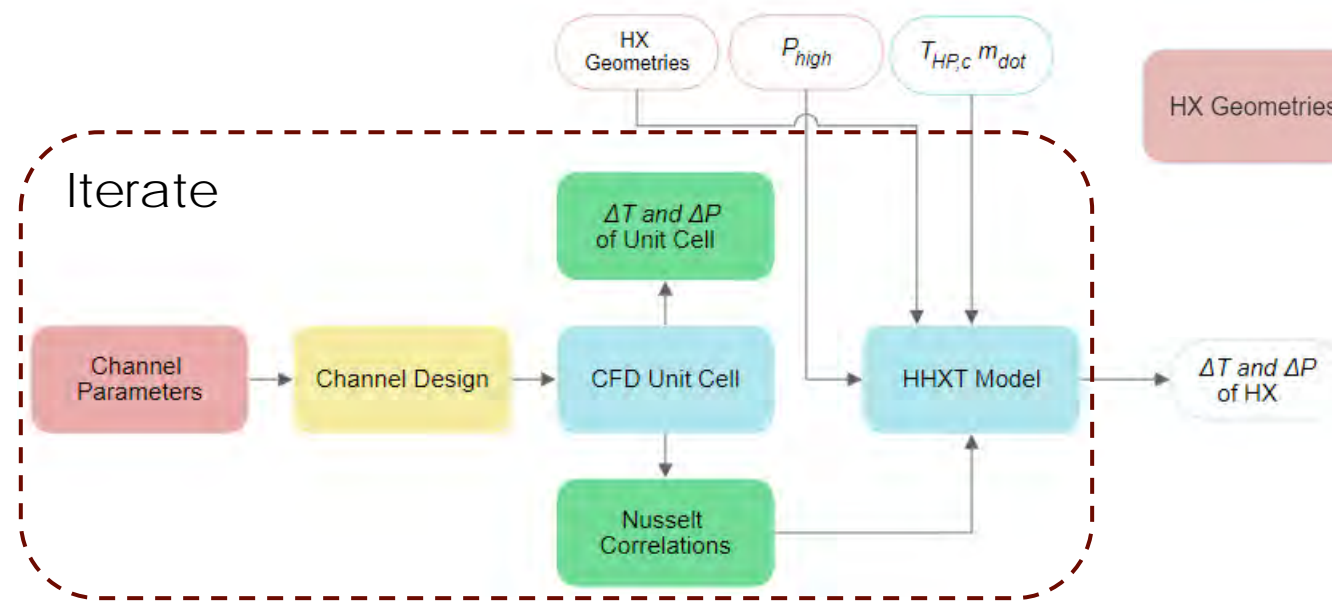 HX
Geometries
P_high
T_HP,c m_dot
HX Geometries
Iterate
ΔT and ΔP
of Unit Cell
Channel
Parameters
Channel Design
CFD Unit Cell
HHXT Model
ΔT and ΔP
of HX
Nusselt
Correlations